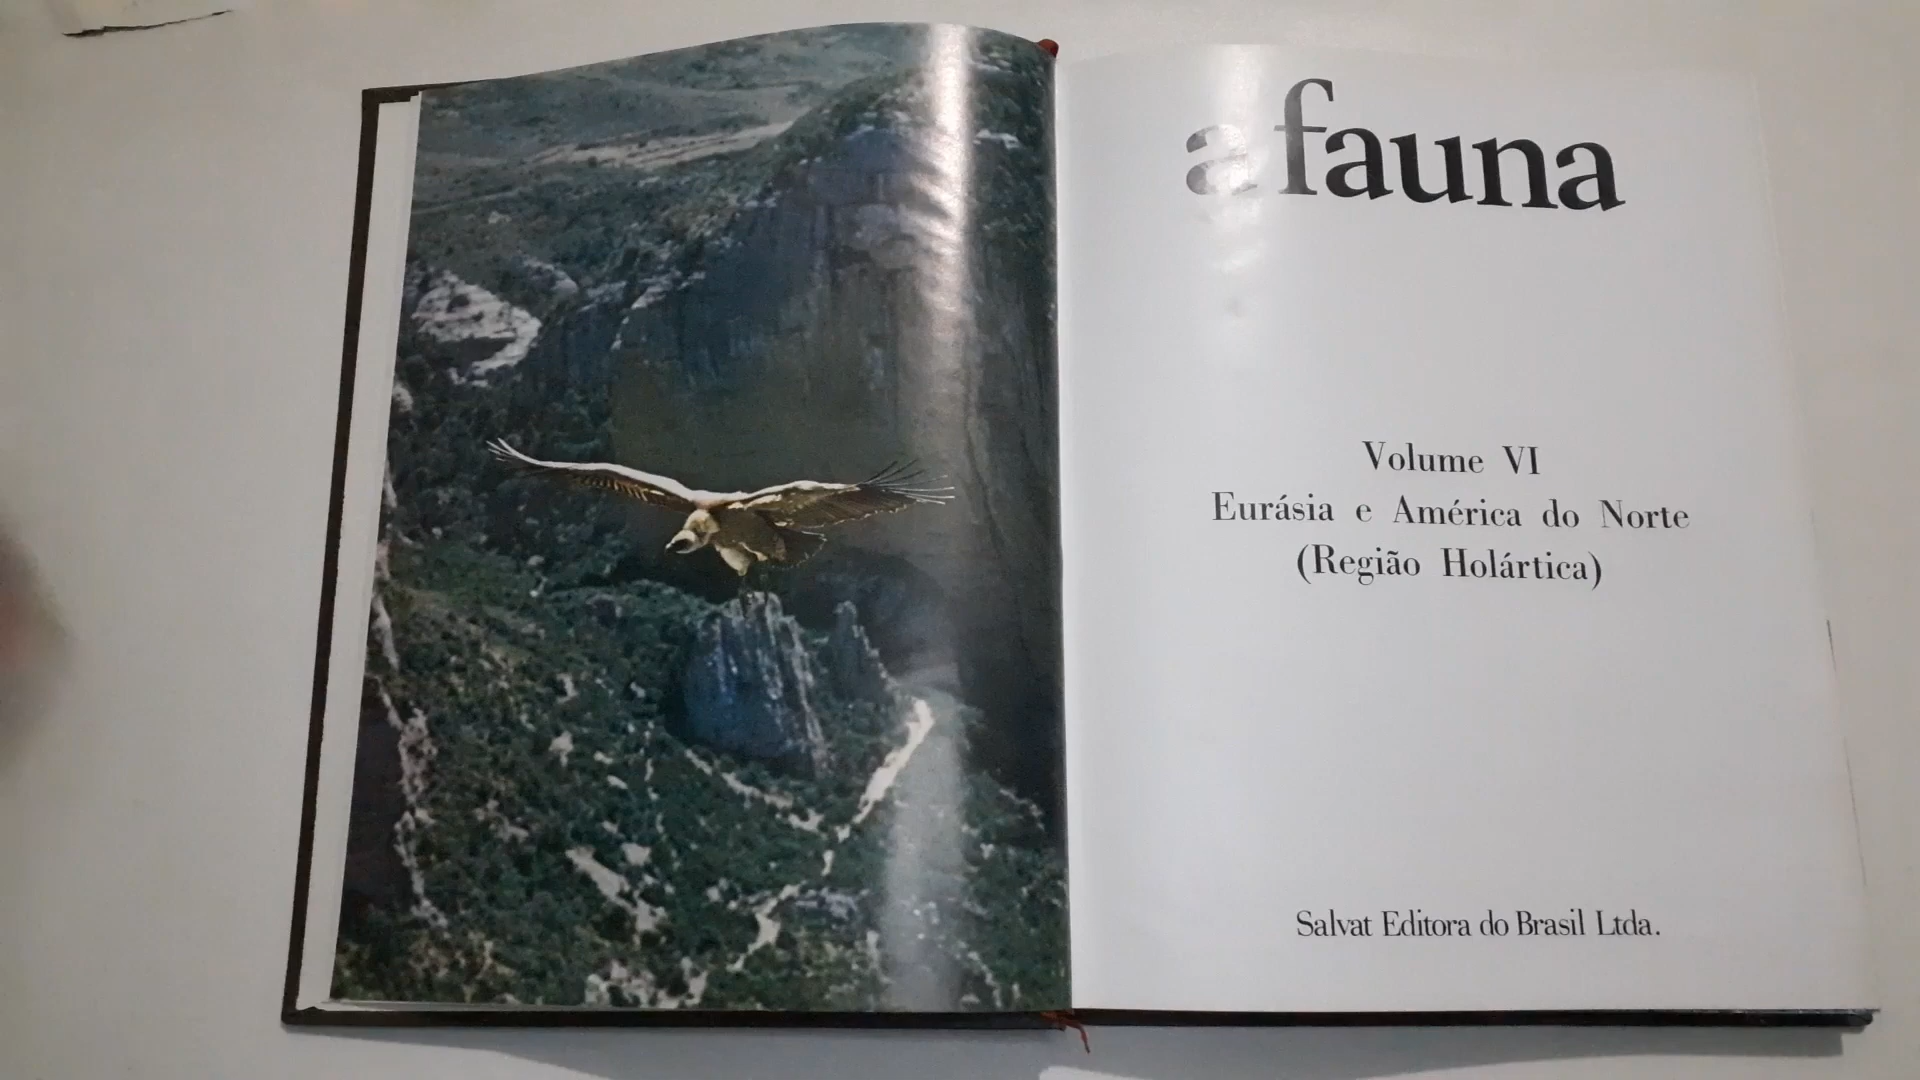 a fauna
Volume VI
Eurásia e América do Norte
(Região Holártica)
Salvat Editora do Brasil Ltda.